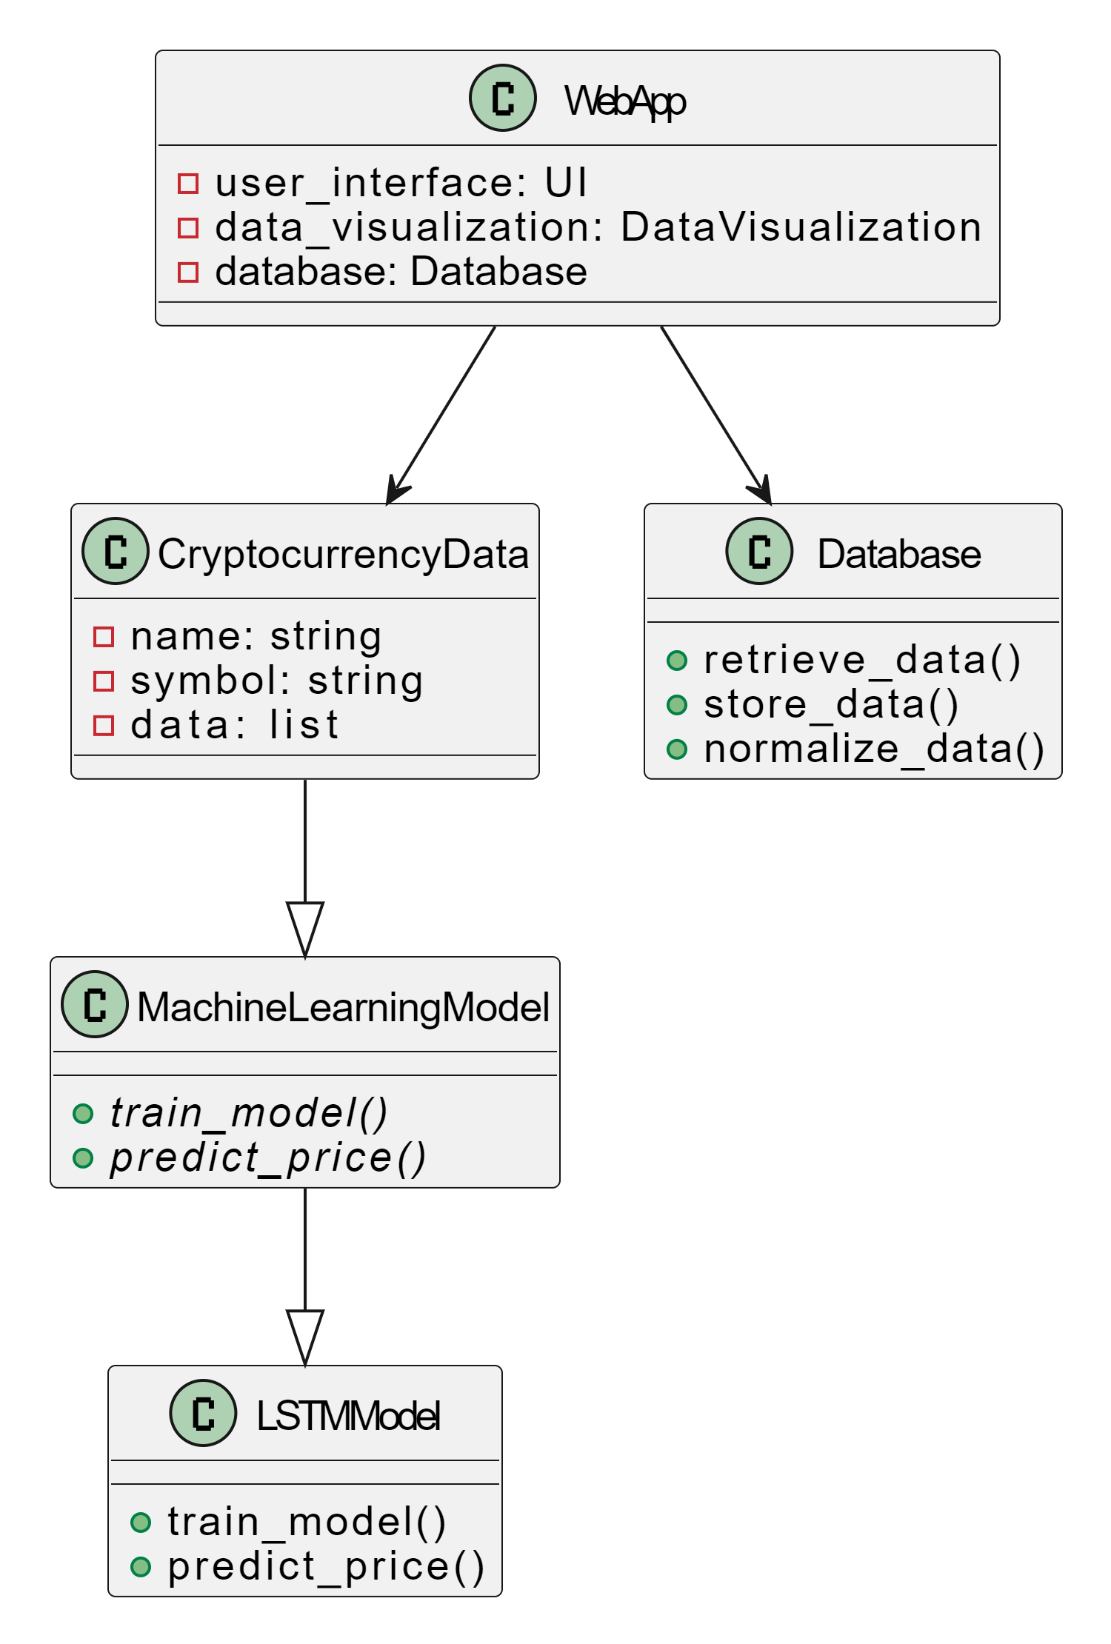 C WebApp
user_interface: UI
data_visualization: DataVisualization
database: Database
C CryptocurrencyData
name: string
symbol: string
data: list
C Database
retrieve_data()
store_data()
normalize_data()
C MachineLearningModel
train_model()
predict_price()
C LSTMModel
train_model()
predict_price()